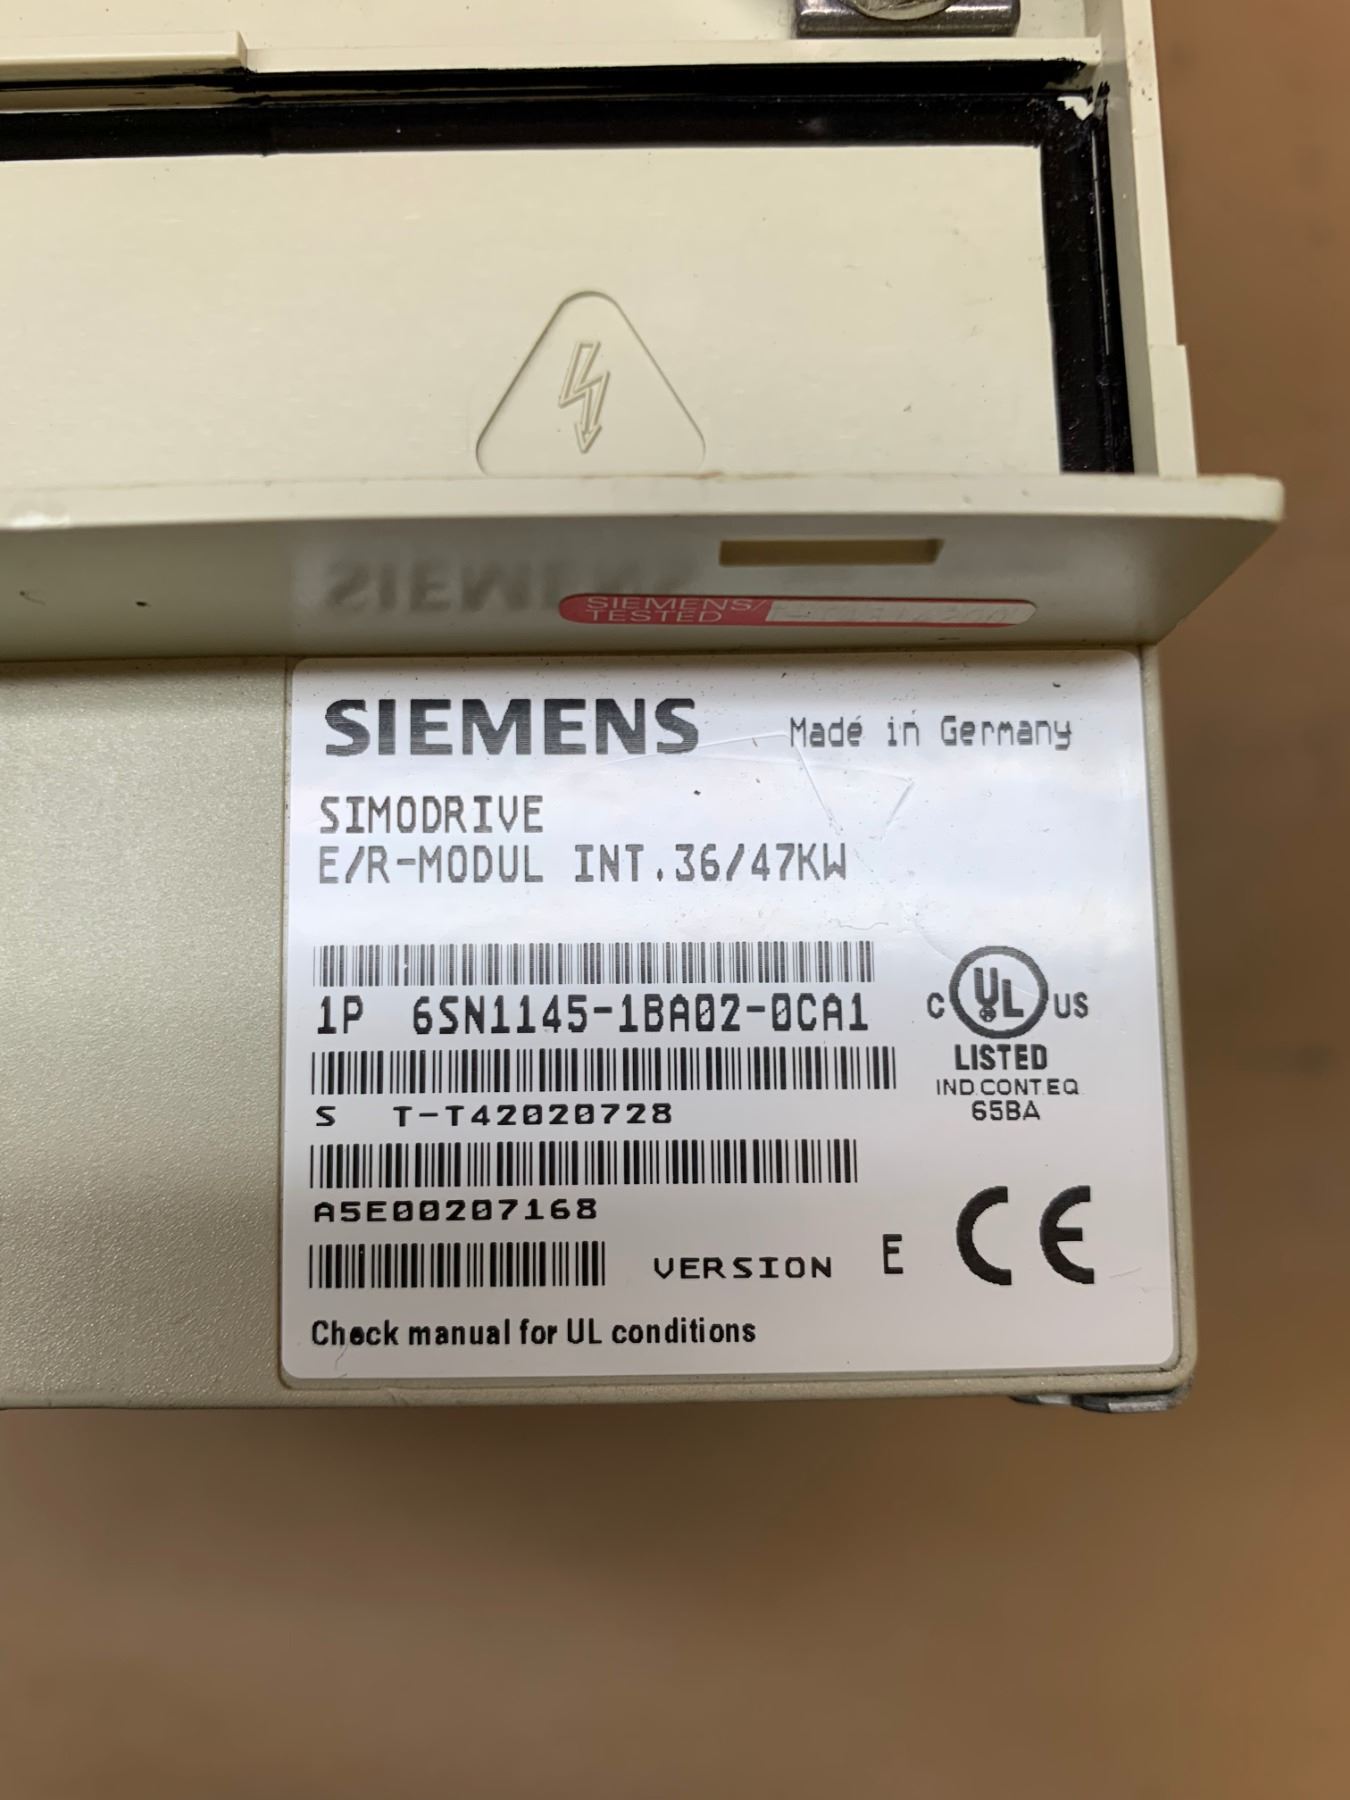 SIEMENS/
TESTED
SIEMENS Made in Germany
SIMODRIVE
E/R-MODUL INT.36/47KW
1P 6SN1145-1BA02-0CA1
S T-T42020728
A5E00207168
VERSION E
C UL US
LISTED
IND.CONT.EQ.
65BA
CE
Check manual for UL conditions